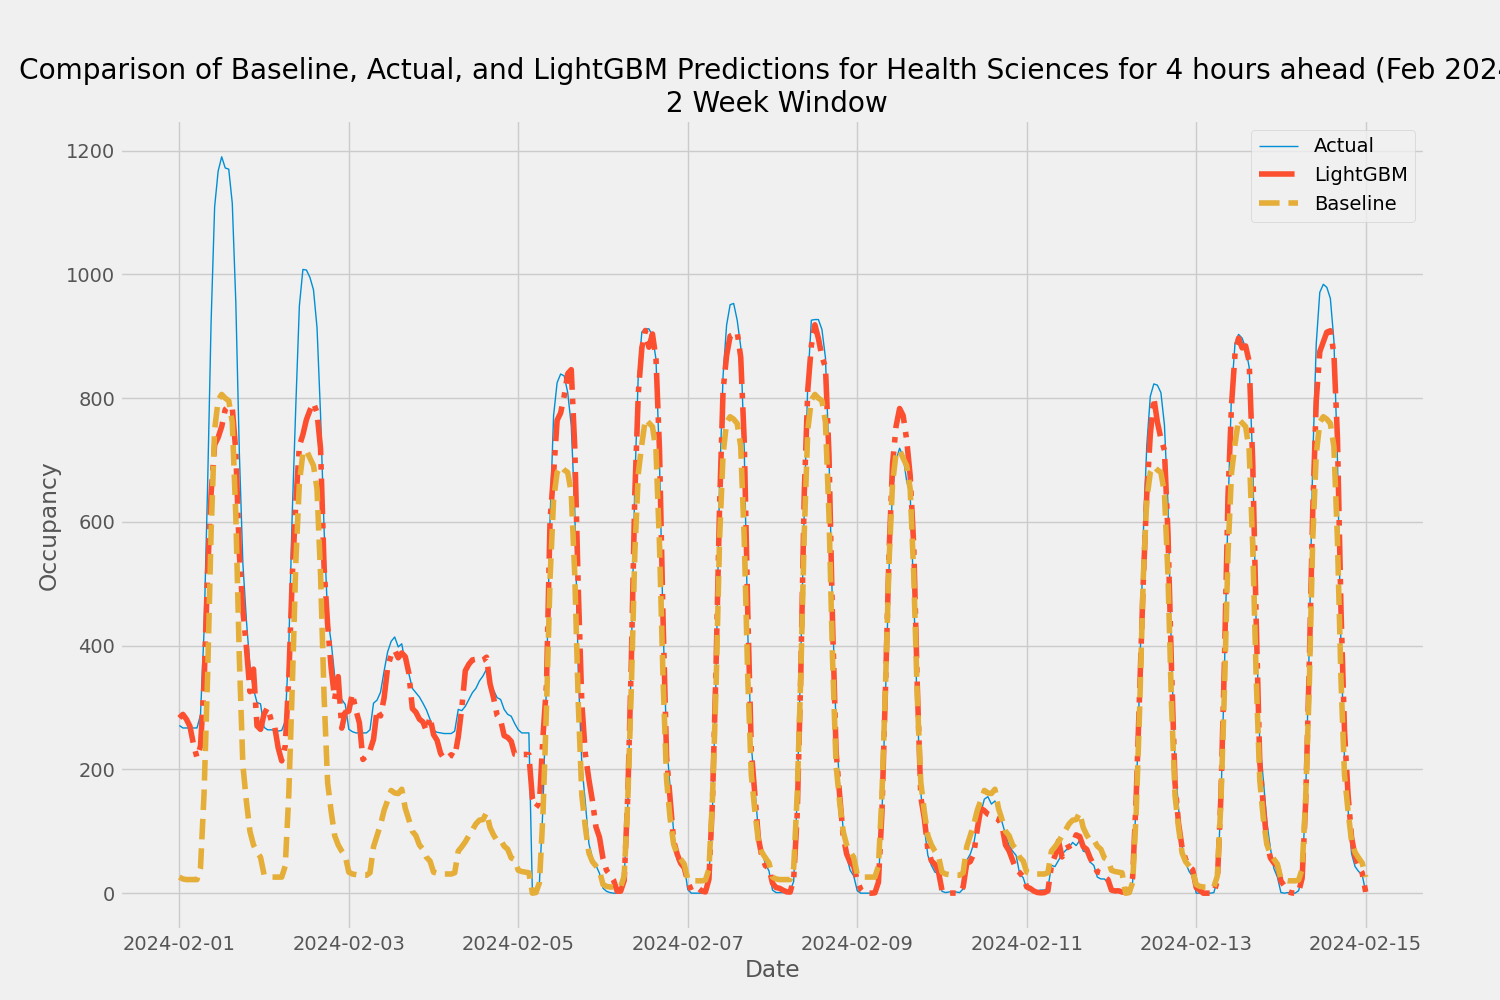 Comparison of Baseline, Actual, and LightGBM Predictions for Health Sciences for 4 hours ahead (Feb 2024
2 Week Window
Actual
LightGBM
Baseline
1200
1000
800
600
400
200
0
Occupancy
2024-02-01
2024-02-03
2024-02-05
2024-02-07
2024-02-09
2024-02-11
2024-02-13
2024-02-15
Date